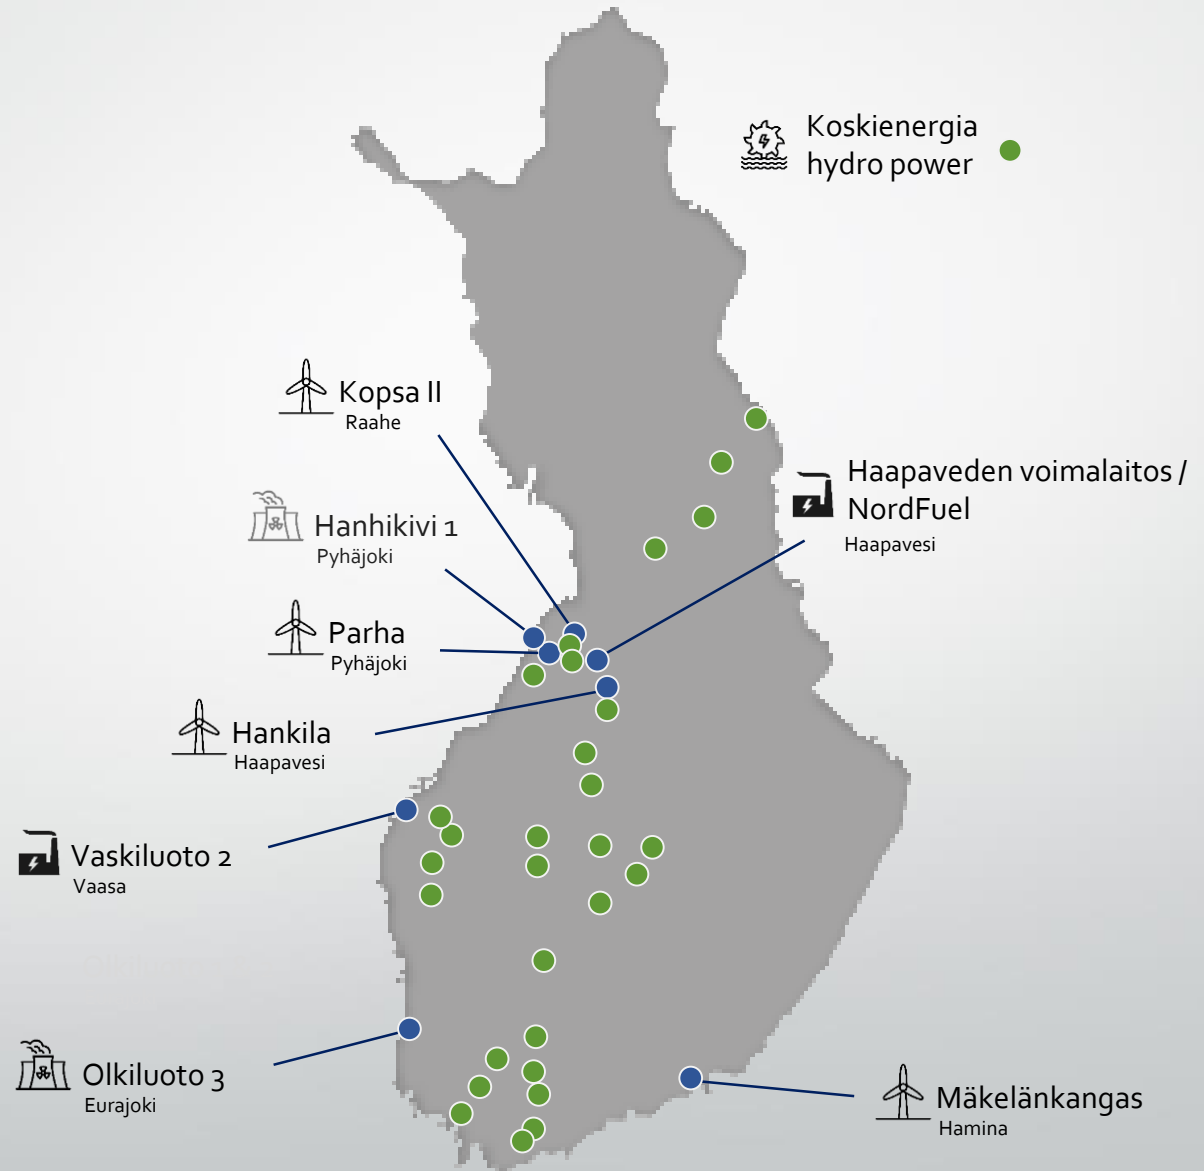 Koskienergia
hydro power
Kopsa II
Raahe
Haapaveden voimalaitos /
NordFuel
Haapavesi
Hanhikivi 1
Pyhäjoki
Parha
Pyhäjoki
Hankila
Haapavesi
Vaskiluoto 2
Vaasa
Olkiluoto 3
Eurajoki
Mäkelänkangas
Hamina